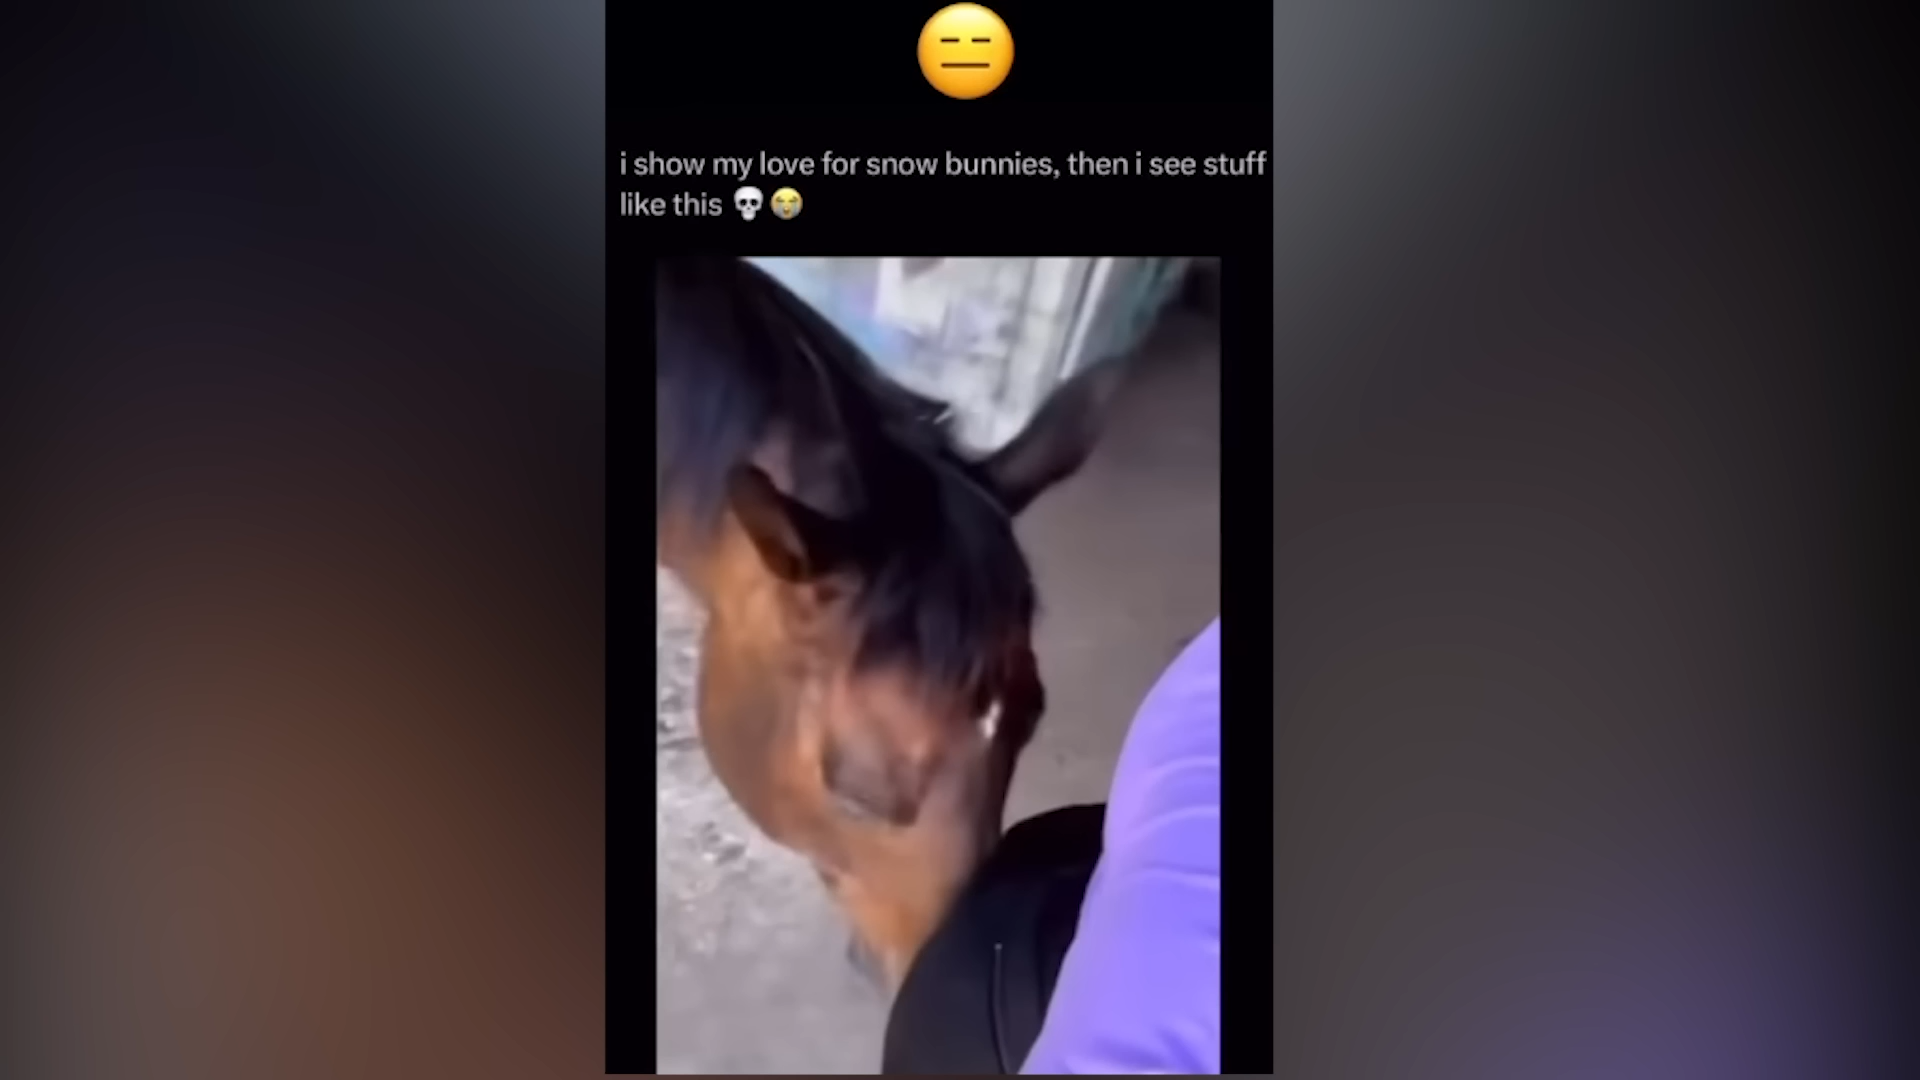 i show my love for snow bunnies, then i see stuff
like this 💀😭